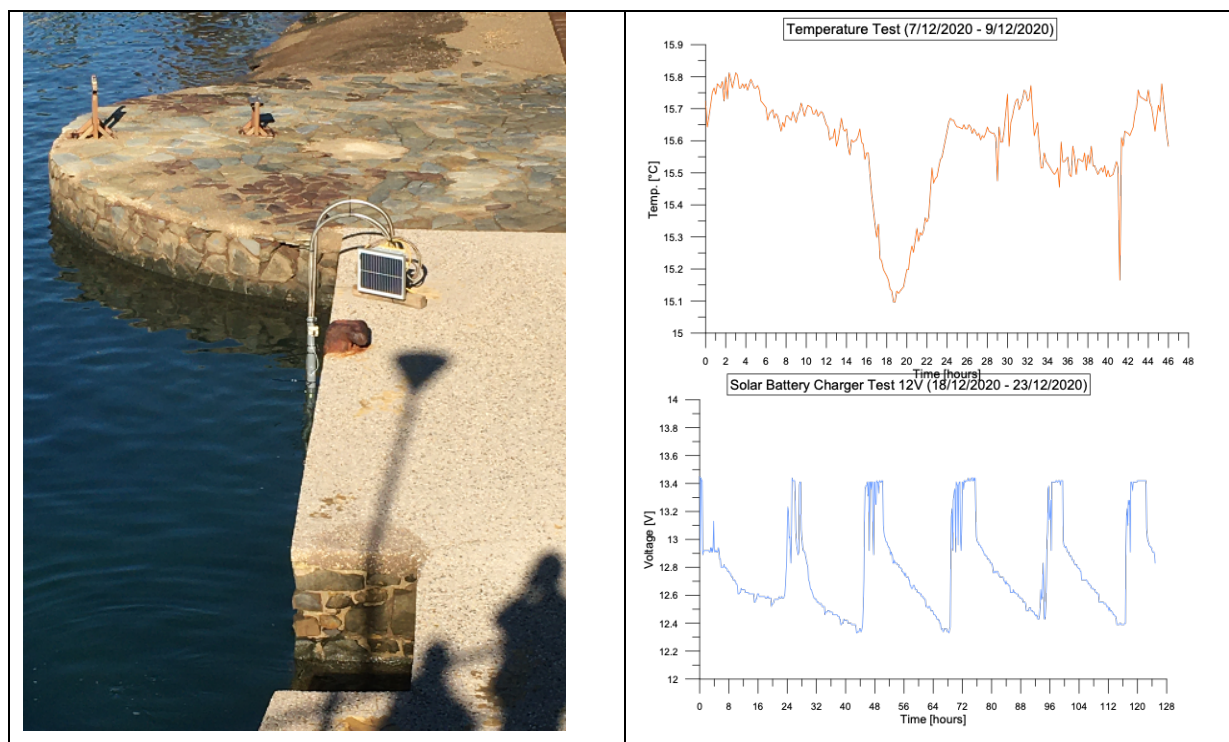 Temperature Test (7/12/2020 - 9/12/2020)
15.9
15.8
15.7
15.6
15.5
15.4
15.3
15.2
15.1
15
Temp. [°C]
0 2 4 6 8 10 12 14 16 18 20 22 24 26 28 30 32 34 36 38 40 42 44 46 48
Time [hours]
Solar Battery Charger Test 12V (18/12/2020 - 23/12/2020)
14
13.8
13.6
13.4
13.2
13
12.8
12.6
12.4
12.2
12
Voltage [V]
0 8 16 24 32 40 48 56 64 72 80 88 96 104 112 120 128
Time [hours]